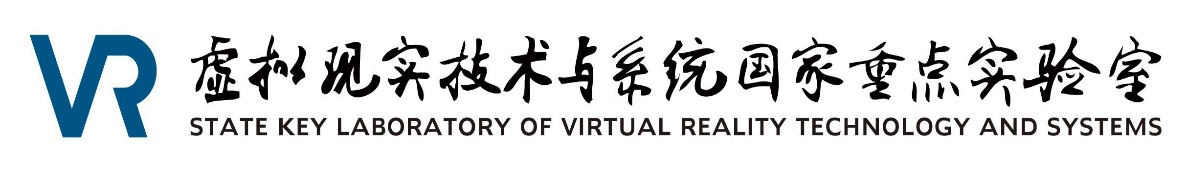 VR
虚拟现实技术与系统国家重点实验室
STATE KEY LABORATORY OF VIRTUAL REALITY TECHNOLOGY AND SYSTEMS